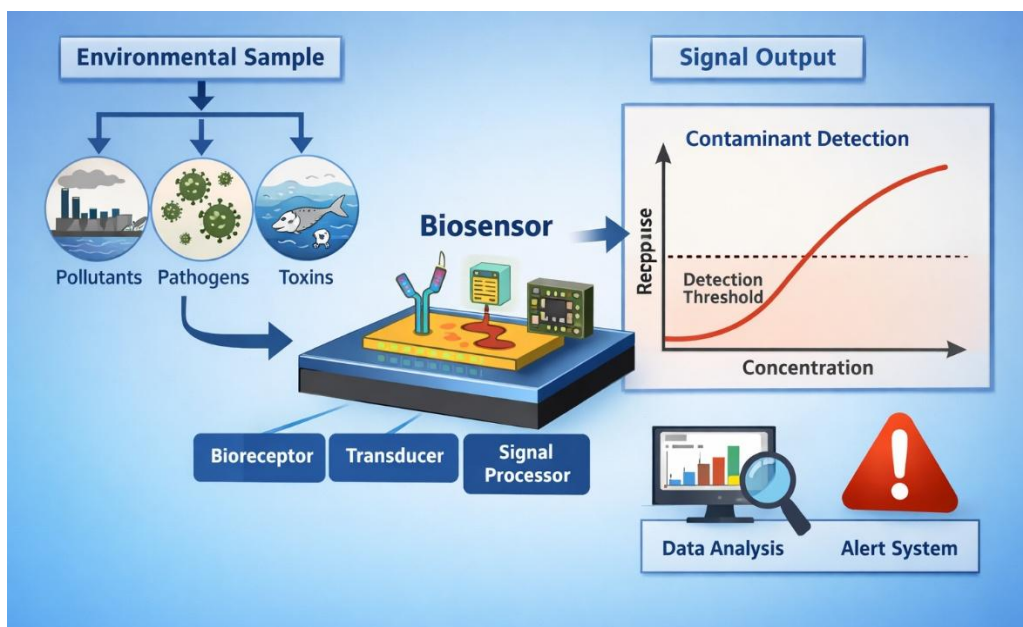 Environmental Sample
Pollutants
Pathogens
Toxins
Biosensor
Bioreceptor
Transducer
Signal
Processor
Signal Output
Contaminant Detection
Detection
Threshold
Concentration
Data Analysis
Alert System